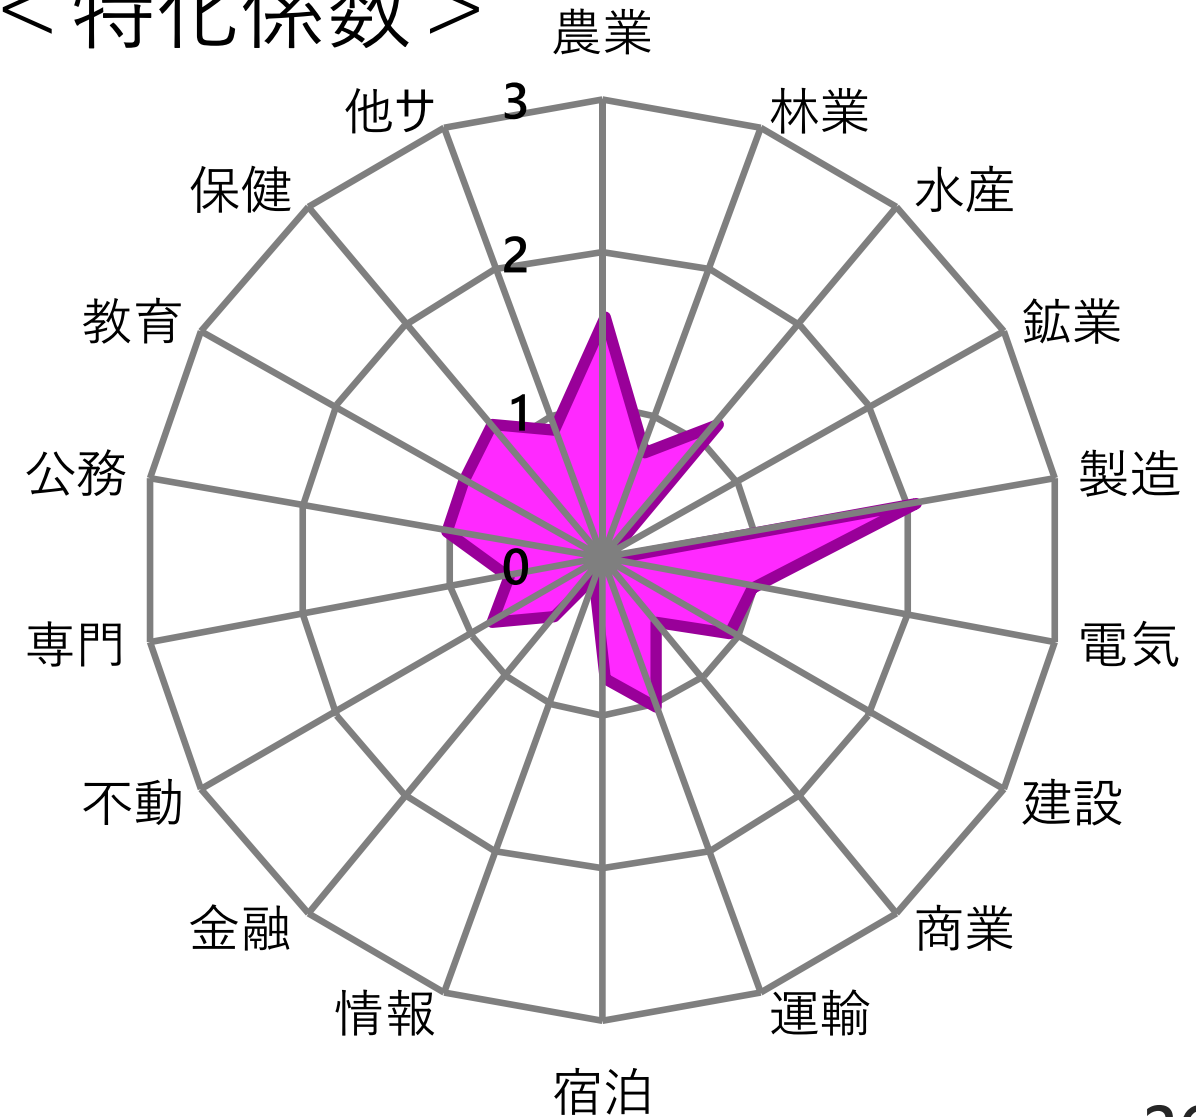 ＜特化係数＞
農業
林業
水産
鉱業
製造
電気
建設
商業
運輸
宿泊
情報
金融
不動
専門
公務
教育
保健
他サ
3
2
1
0